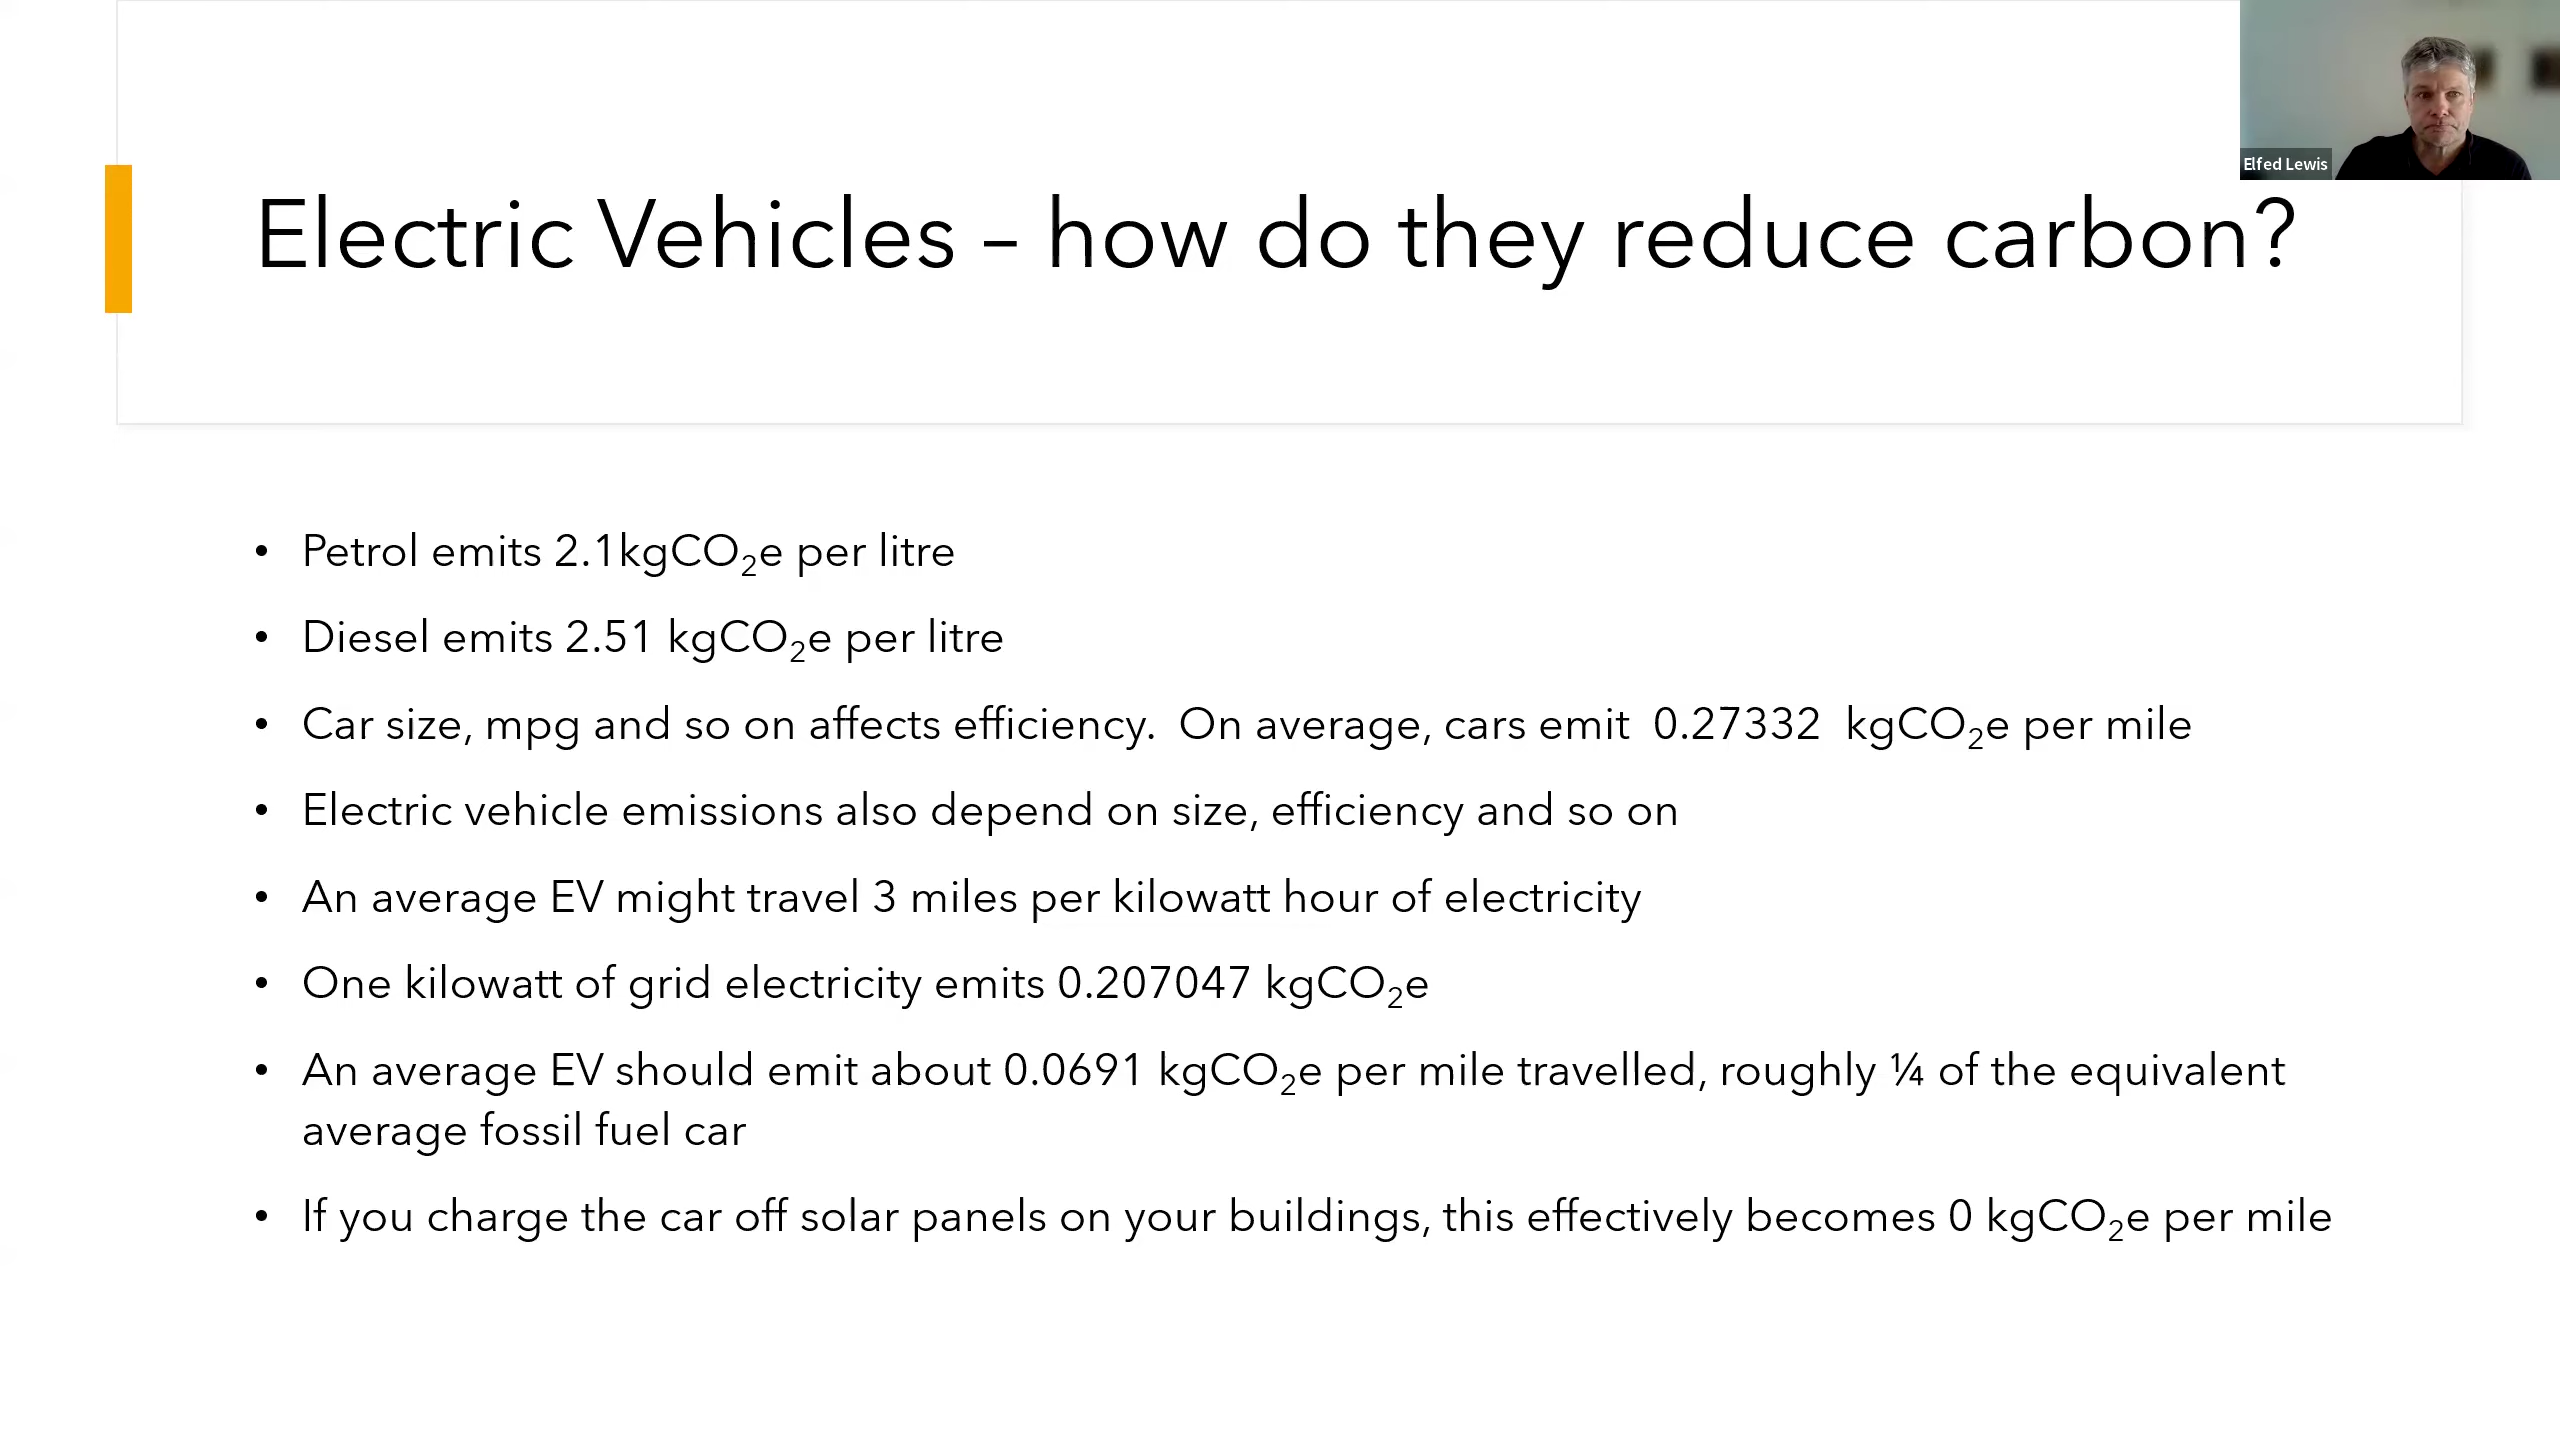 Elfed Lewis
Electric Vehicles – how do they reduce carbon?
• Petrol emits 2.1kgCO₂e per litre
• Diesel emits 2.51 kgCO₂e per litre
• Car size, mpg and so on affects efficiency.  On average, cars emit  0.27332  kgCO₂e per mile
• Electric vehicle emissions also depend on size, efficiency and so on
• An average EV might travel 3 miles per kilowatt hour of electricity
• One kilowatt of grid electricity emits 0.207047 kgCO₂e
• An average EV should emit about 0.0691 kgCO₂e per mile travelled, roughly ¼ of the equivalent
average fossil fuel car
• If you charge the car off solar panels on your buildings, this effectively becomes 0 kgCO₂e per mile